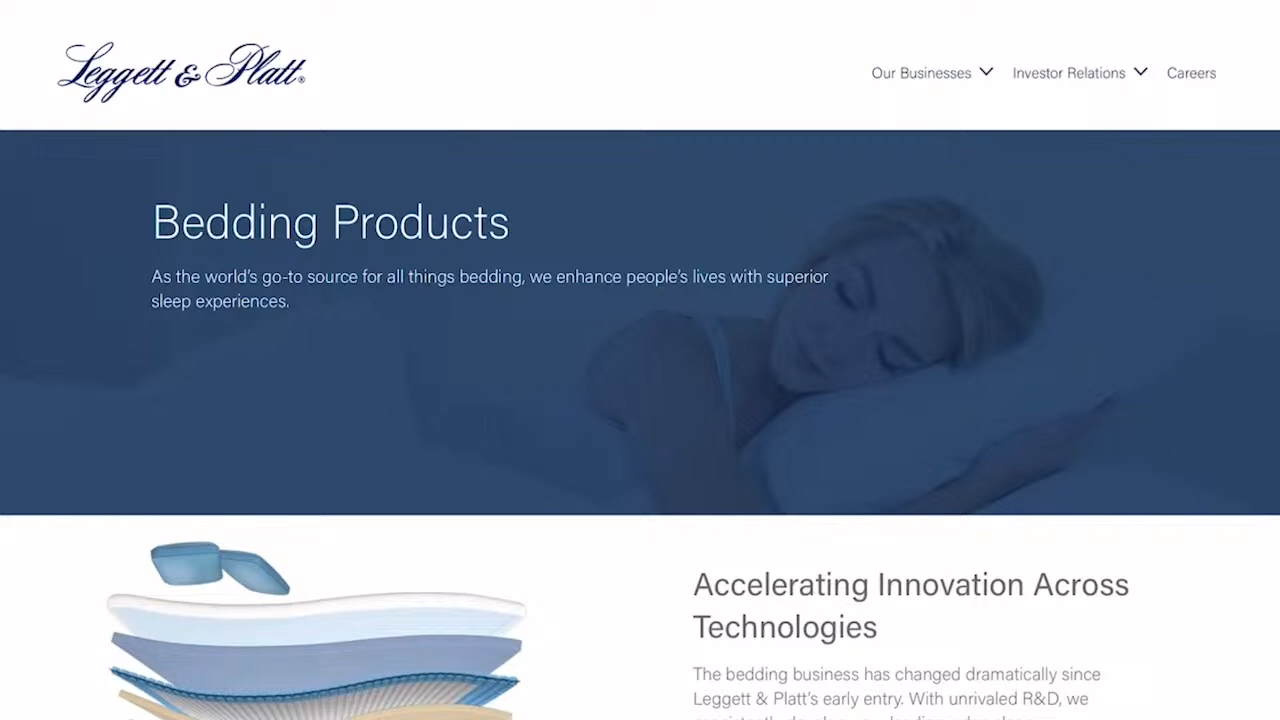 Leggett & Platt®
Our Businesses
Investor Relations
Careers
Bedding Products
As the world's go-to source for all things bedding, we enhance people's lives with superior
sleep experiences.
Accelerating Innovation Across
Technologies
The bedding business has changed dramatically since
Leggett & Platt's early entry. With unrivaled R&D, we